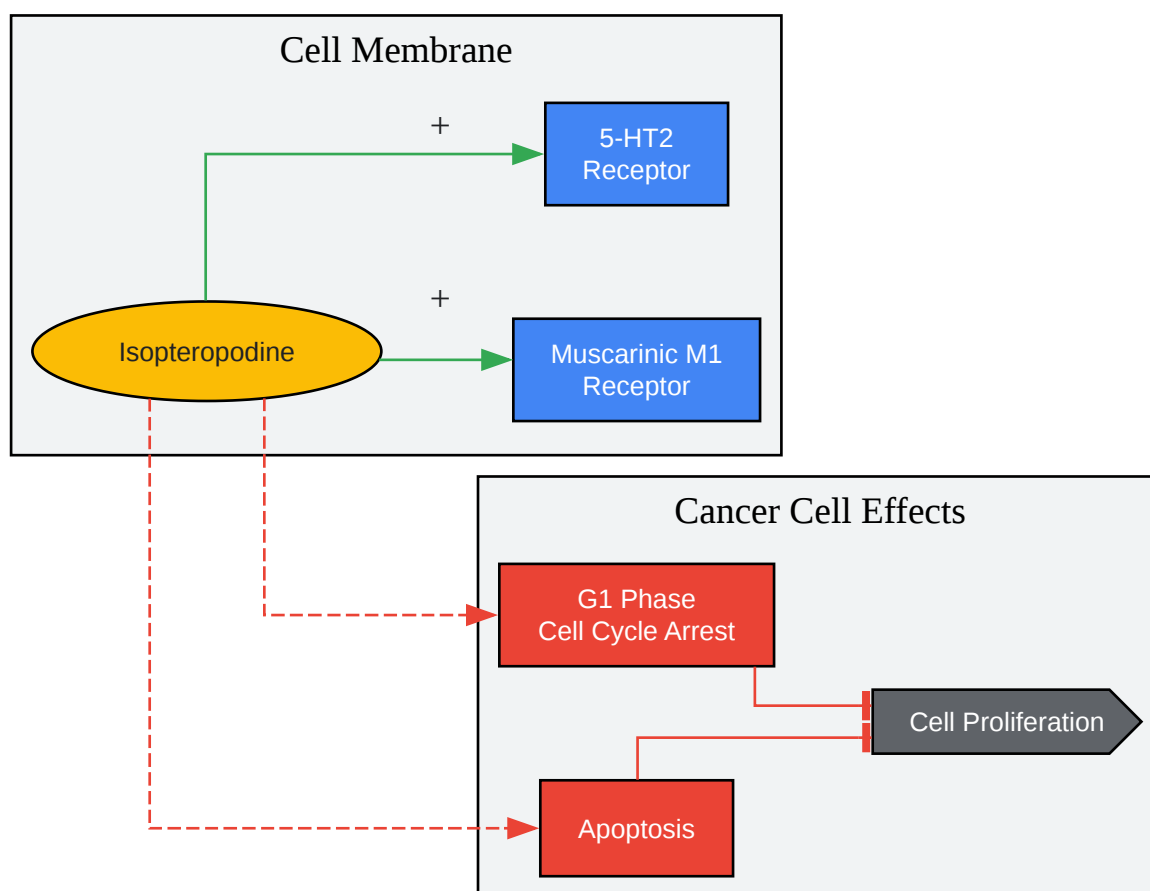 Cell Membrane
+
5-HT2
Receptor
+
Isopteropodine
Muscarinic M1
Receptor
Cancer Cell Effects
G1 Phase
Cell Cycle Arrest
Cell Proliferation
Apoptosis